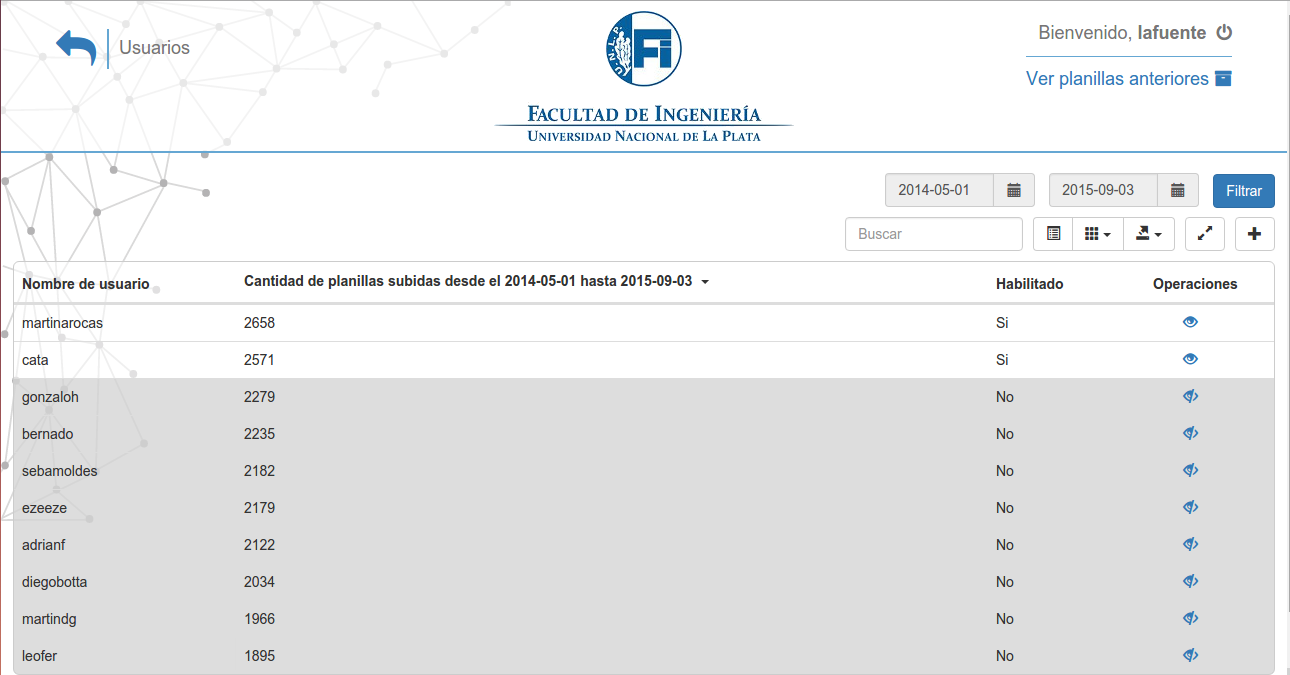 Usuarios
U.N.L.P.
Fi
FACULTAD DE INGENIERÍA
UNIVERSIDAD NACIONAL DE LA PLATA
Bienvenido, lafuente
Ver planillas anteriores
2014-05-01 2015-09-03 Filtrar
Buscar
Nombre de usuario Cantidad de planillas subidas desde el 2014-05-01 hasta 2015-09-03 Habilitado Operaciones
martinarocas 2658 Si
cata 2571 Si
gonzaloh 2279 No
bernado 2235 No
sebamoldes 2182 No
ezeeze 2179 No
adrianf 2122 No
diegobotta 2034 No
martindg 1966 No
leofer 1895 No